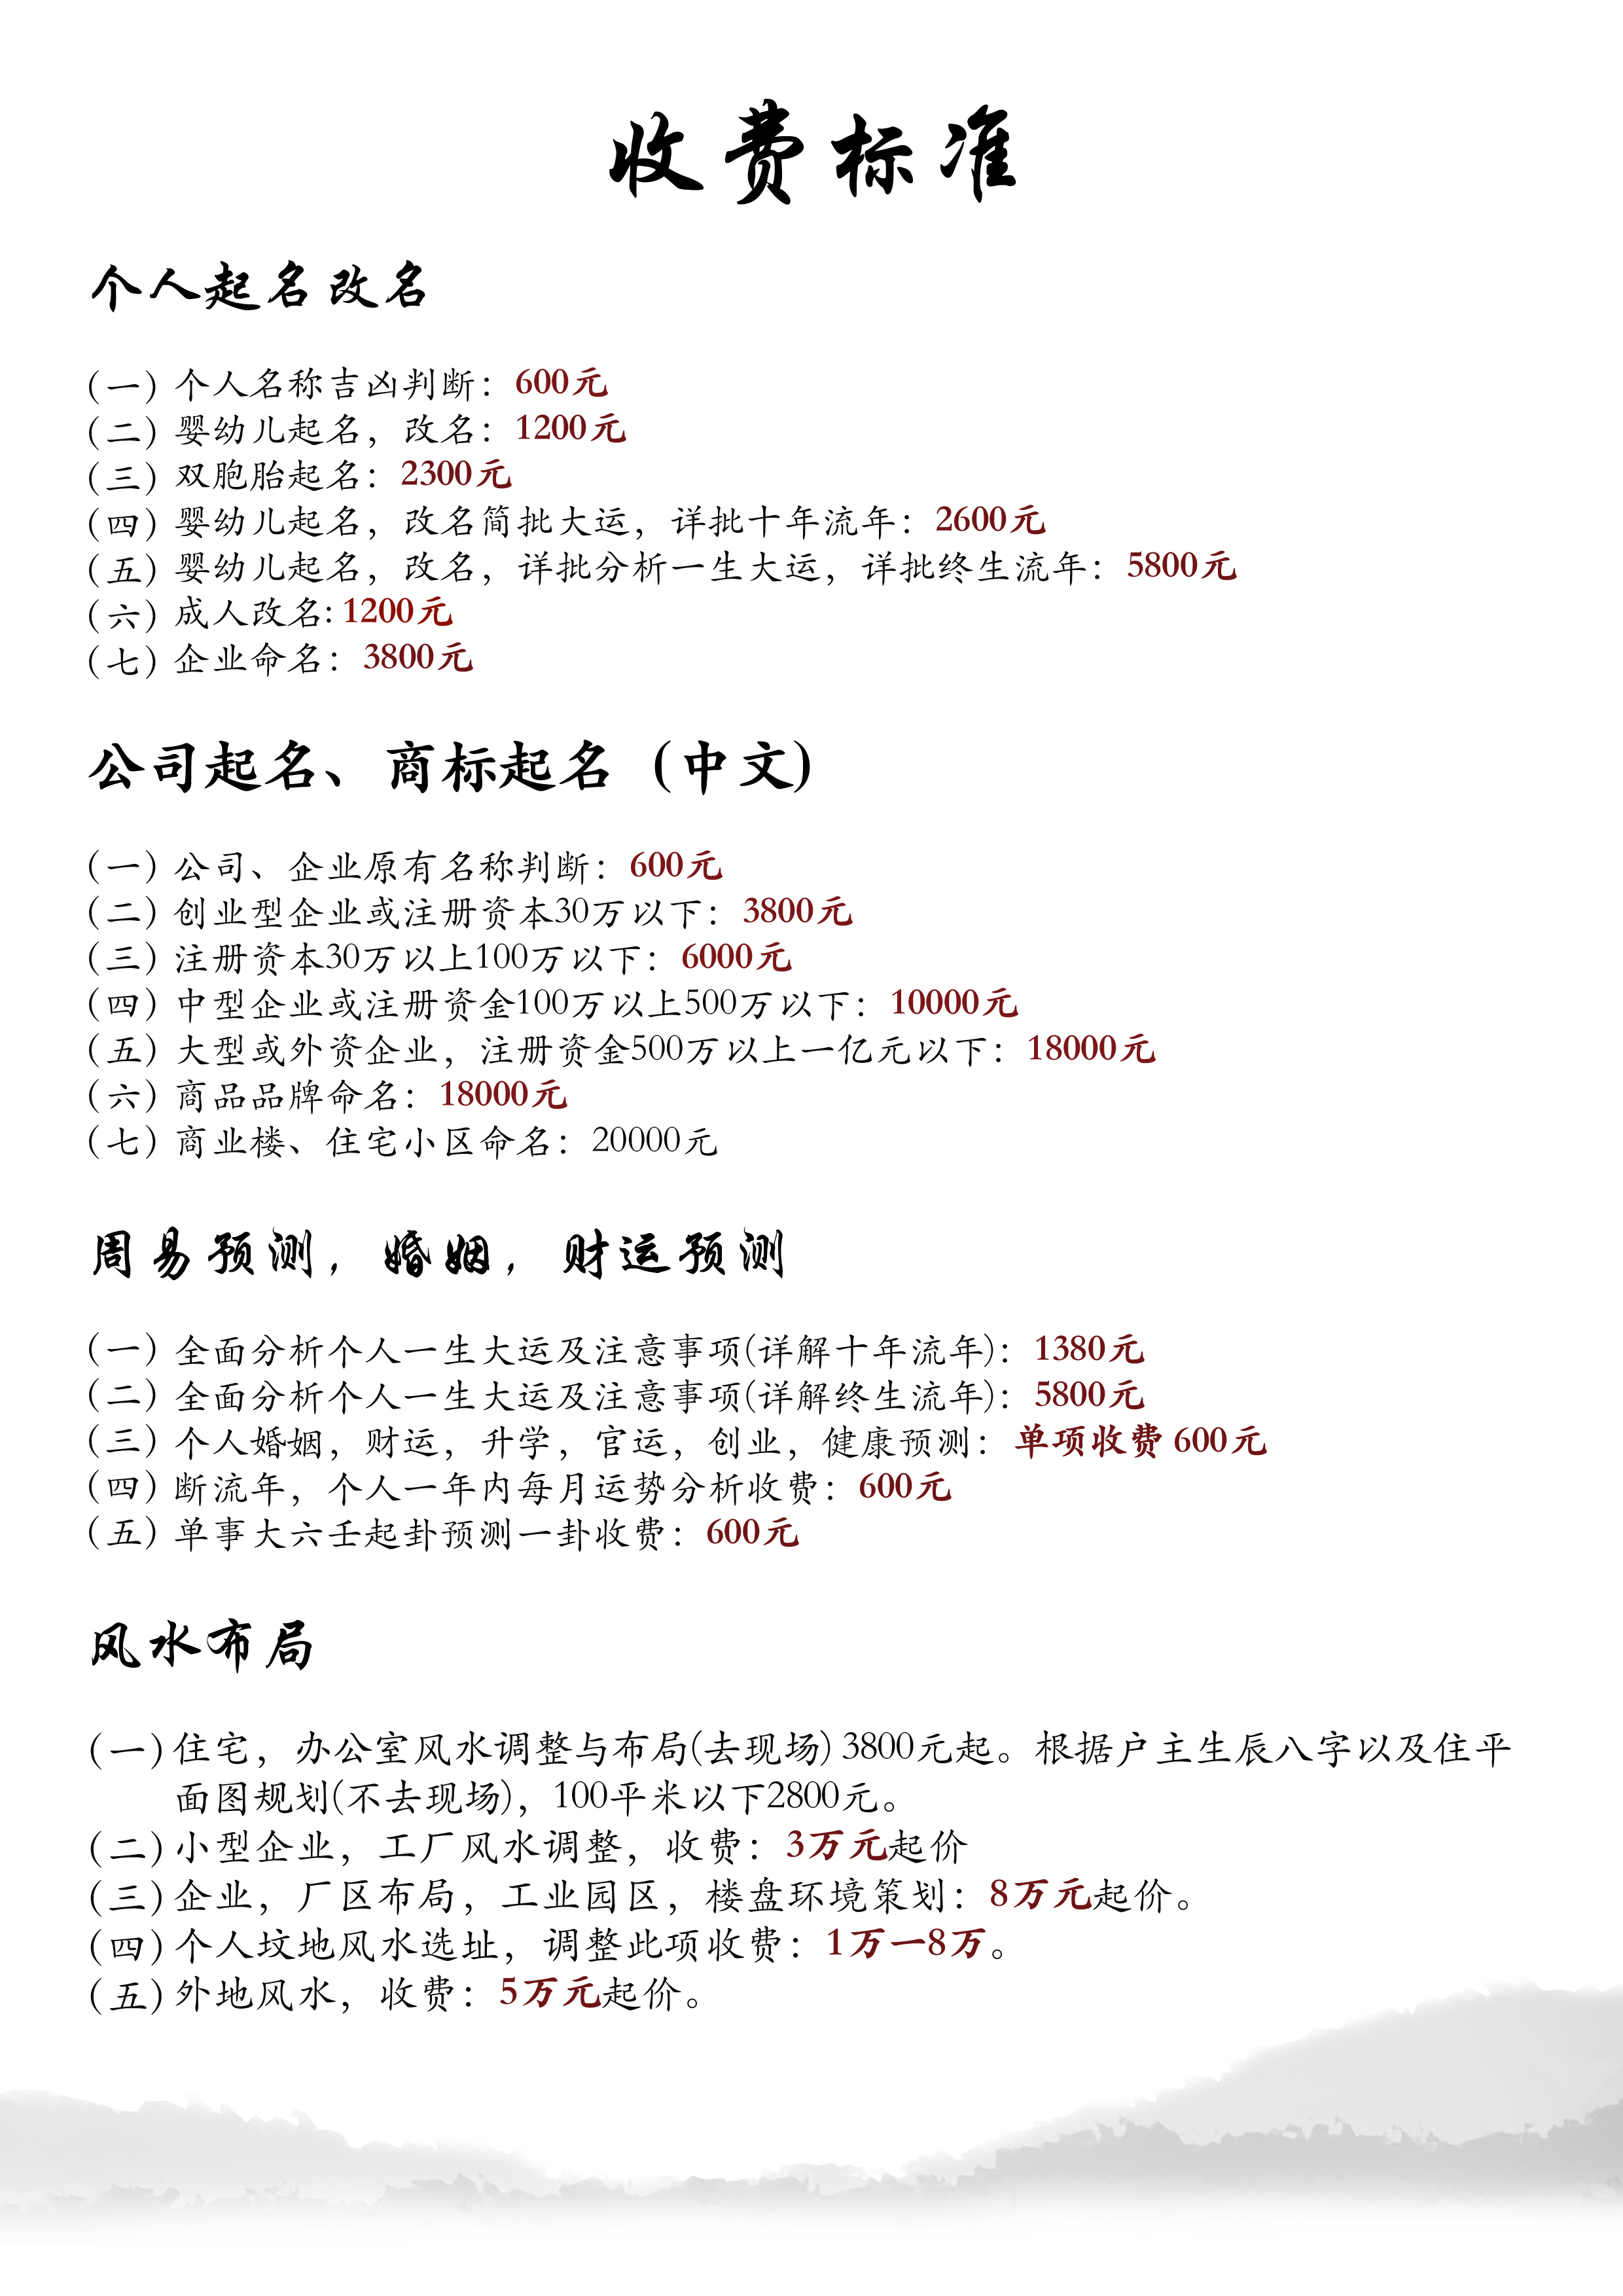 收费标准
个人起名改名
(一) 个人名称吉凶判断：600元
(二) 婴幼儿起名，改名：1200元
(三) 双胞胎起名：2300元
(四) 婴幼儿起名，改名简批大运，详批十年流年：2600元
(五) 婴幼儿起名，改名，详批分析一生大运，详批终生流年：5800元
(六) 成人改名: 1200元
(七) 企业命名：3800元
公司起名、商标起名 (中文)
(一) 公司、企业原有名称判断：600元
(二) 创业型企业或注册资本30万以下：3800元
(三) 注册资本30万以上100万以下：6000元
(四) 中型企业或注册资金100万以上500万以下：10000元
(五) 大型或外资企业，注册资金500万以上一亿元以下：18000元
(六) 商品品牌命名：18000元
(七) 商业楼、住宅小区命名：20000元
周易预测，婚姻，财运预测
(一) 全面分析个人一生大运及注意事项(详解十年流年)：1380元
(二) 全面分析个人一生大运及注意事项(详解终生流年)：5800元
(三) 个人婚姻，财运，升学，官运，创业，健康预测：单项收费 600元
(四) 断流年，个人一年内每月运势分析收费：600元
(五) 单事大六壬起卦预测一卦收费：600元
风水布局
(一) 住宅，办公室风水调整与布局(去现场) 3800元起。根据户主生辰八字以及住平
面图规划(不去现场)，100平米以下2800元。
(二) 小型企业，工厂风水调整，收费：3万元起价
(三) 企业，厂区布局，工业园区，楼盘环境策划：8万元起价。
(四) 个人坟地风水选址，调整此项收费：1万一8万。
(五) 外地风水，收费：5万元起价。